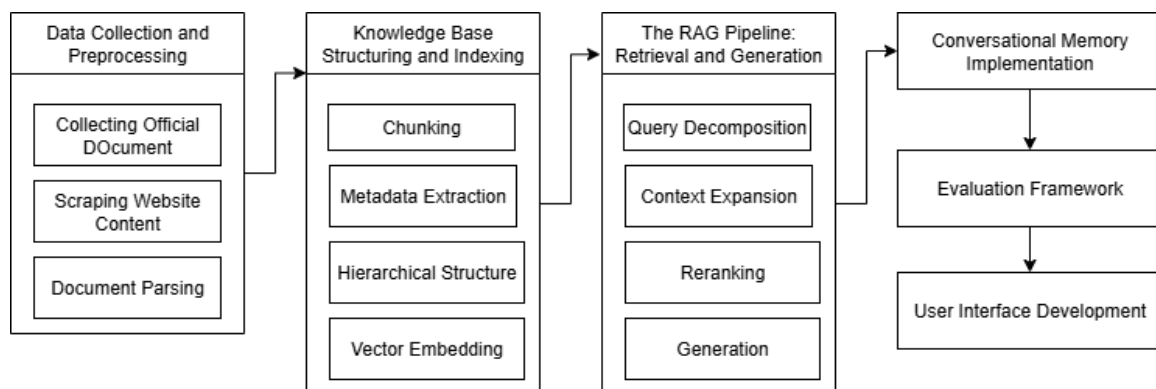 Data Collection and
Preprocessing
Collecting Official
DOcument
Scraping Website
Content
Document Parsing
Knowledge Base
Structuring and Indexing
Chunking
Metadata Extraction
Hierarchical Structure
Vector Embedding
The RAG Pipeline:
Retrieval and Generation
Query Decomposition
Context Expansion
Reranking
Generation
Conversational Memory
Implementation
Evaluation Framework
User Interface Development